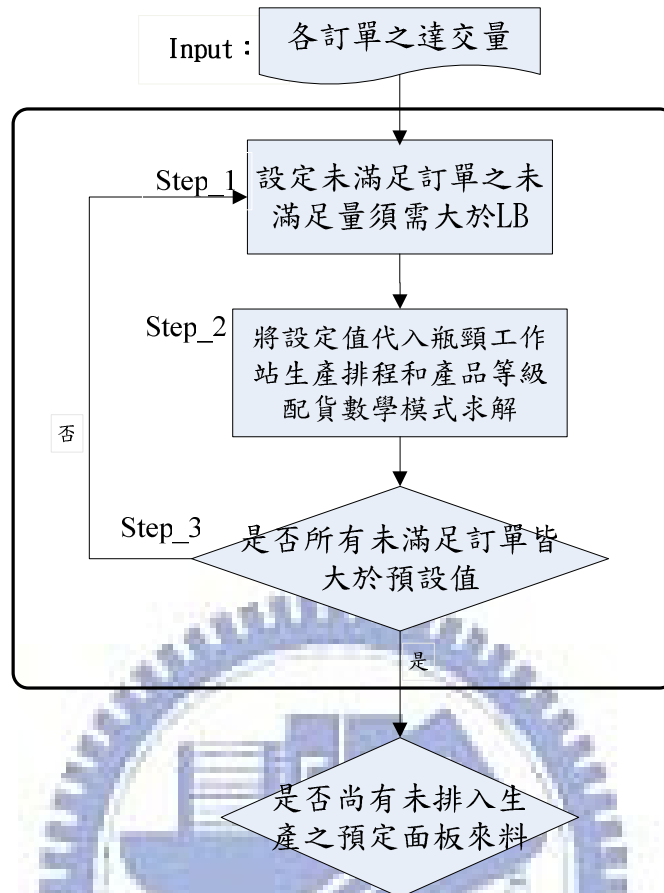 Input：
各訂單之達交量
Step_1
設定未滿足訂單之未
滿足量須需大於LB
Step_2
將設定值代入瓶頸工作
站生產排程和產品等級
配貨數學模式求解
否
Step_3
是否所有未滿足訂單皆
大於預設值
是
是否尚有未排入生
產之預定面板來料